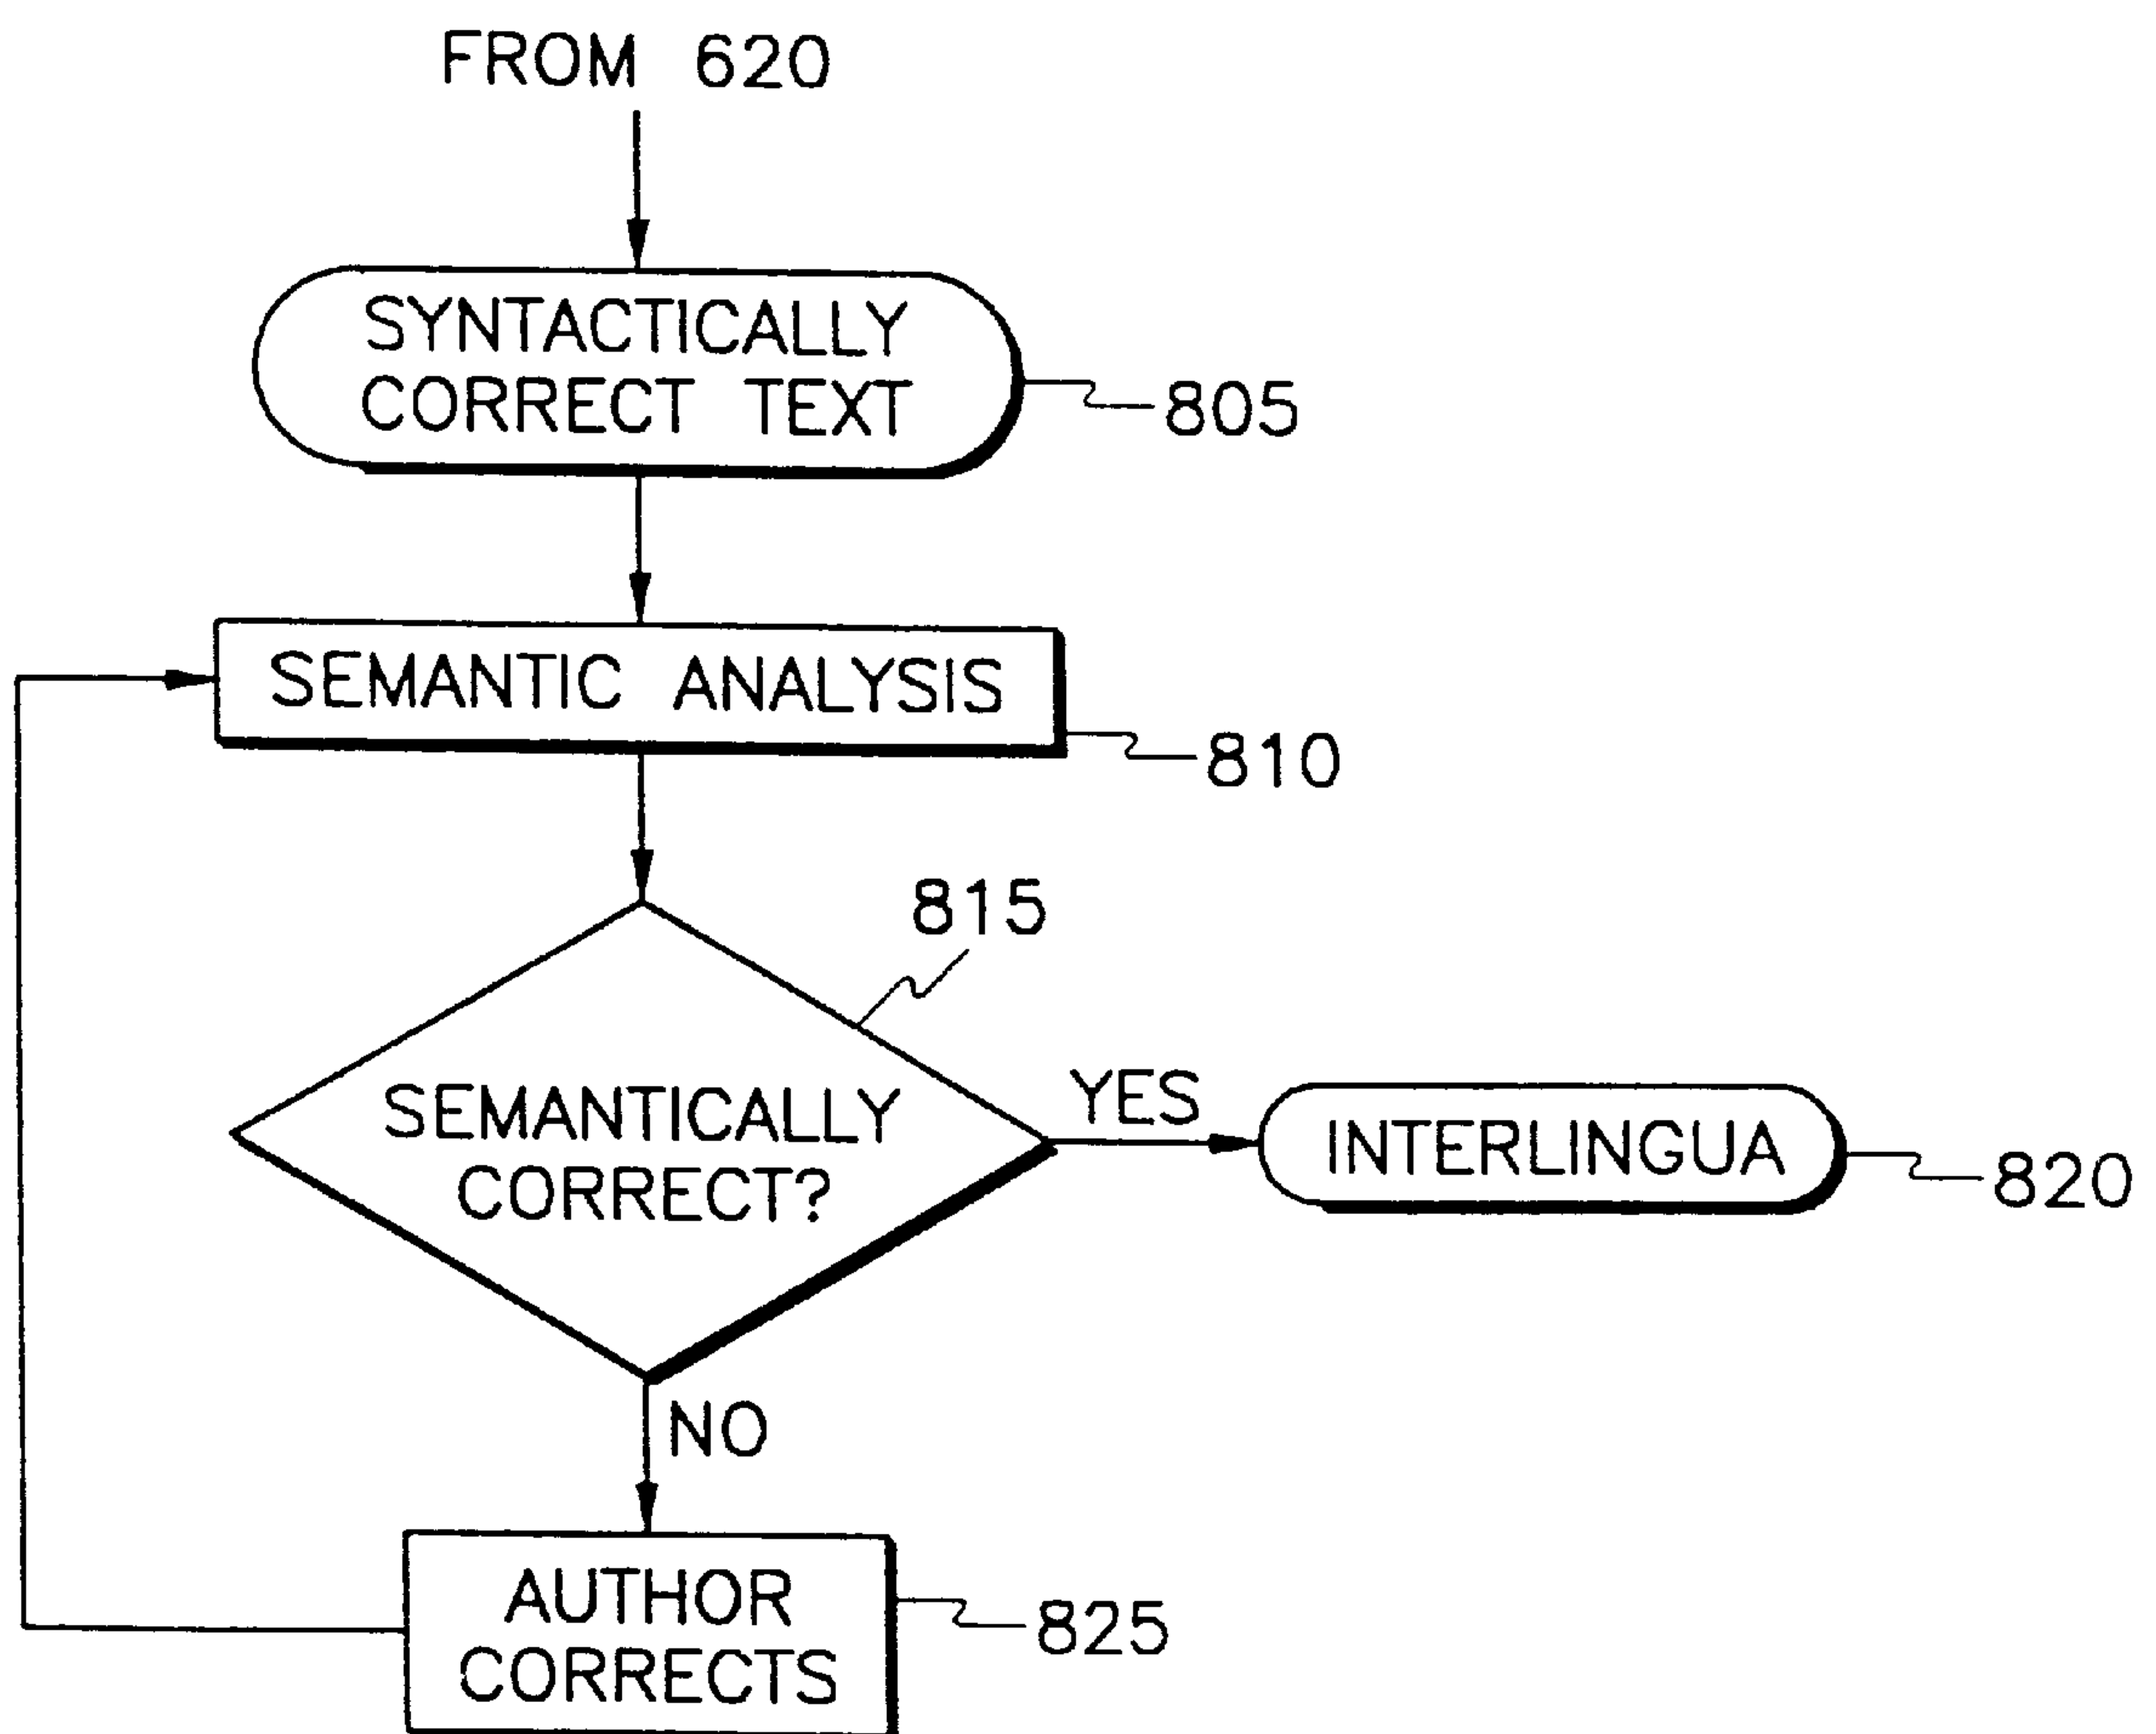 FROM 620
SYNTACTICALLY
CORRECT TEXT
805
SEMANTIC ANALYSIS
810
815
SEMANTICALLY
CORRECT?
YES
INTERLINGUA
820
NO
AUTHOR
CORRECTS
825